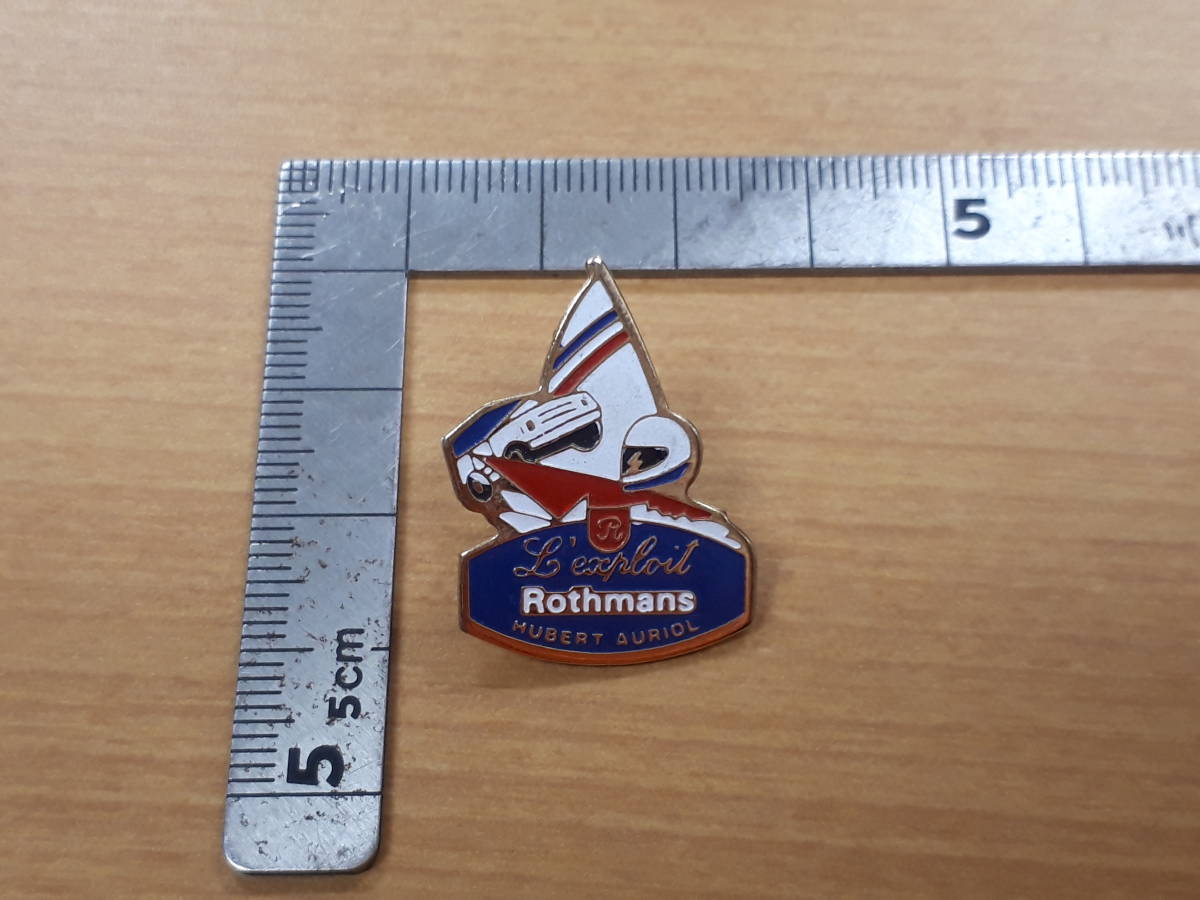 5
R
L'exploit
Rothmans
HUBERT AURIOL
5cm
5